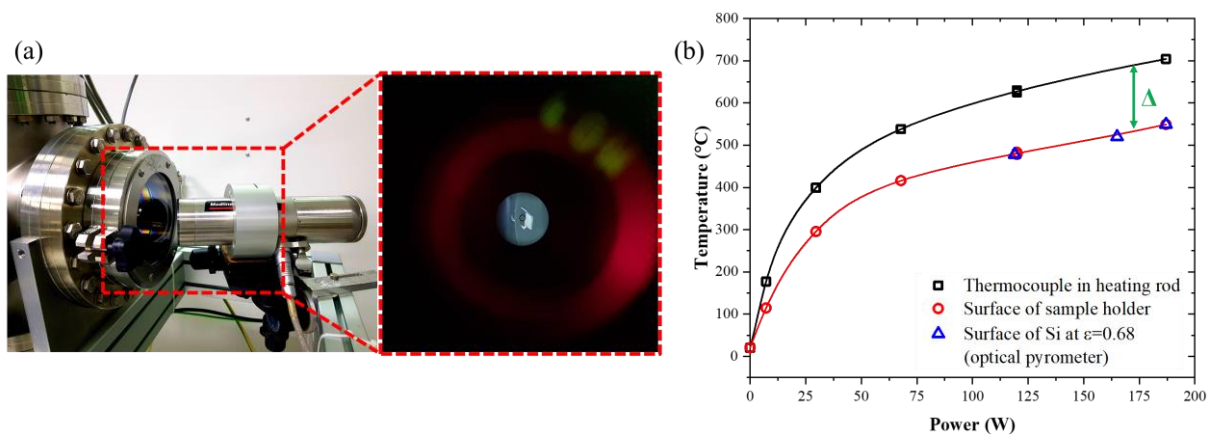 (a)
(b)
800
700
600
500
400
300
200
100
0
Temperature (°C)
Δ
Thermocouple in heating rod
Surface of sample holder
Surface of Si at ε=0.68
(optical pyrometer)
0 25 50 75 100 125 150 175 200
Power (W)